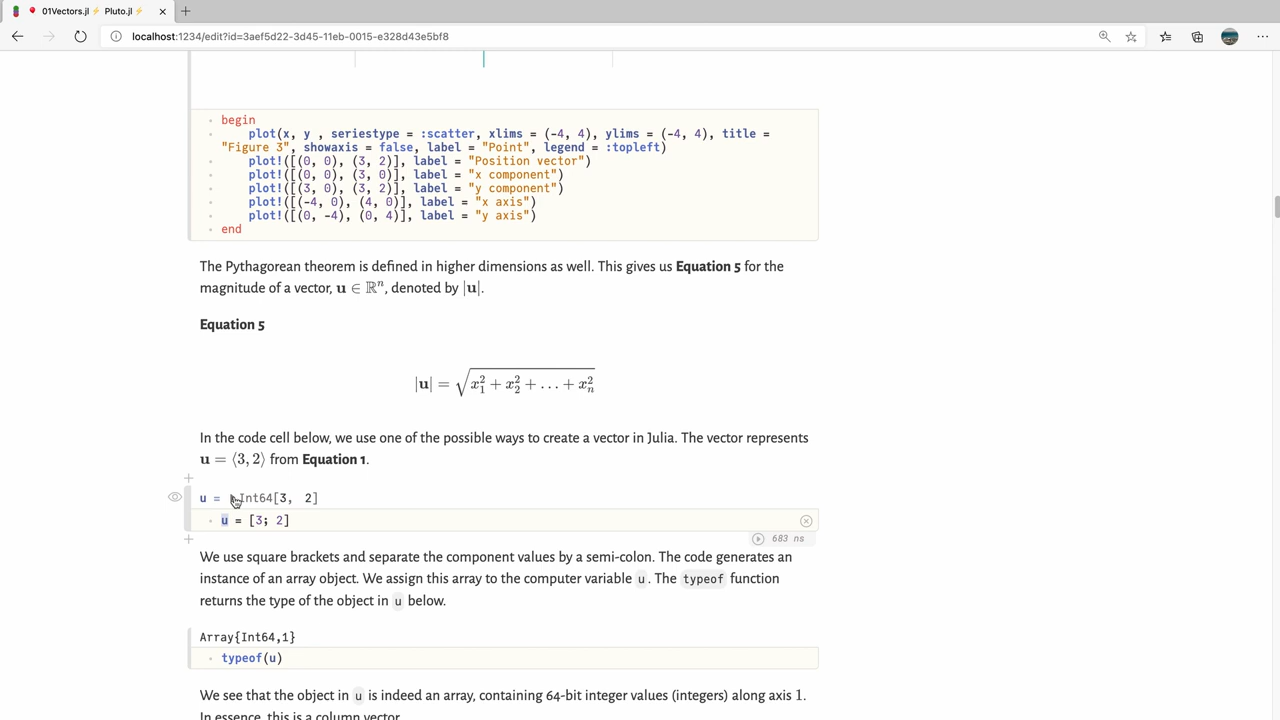 01Vectors.jl⚡ Pluto.jl⚡
localhost:1234/edit?id=3aef5d22-3d45-11eb-0015-e328d43e5bf8
begin
plot(x, y , seriestype = :scatter, xlims = (-4, 4), ylims = (-4, 4), title =
"Figure 3", showaxis = false, label = "Point", legend = :topleft)
plot!([(0, 0), (3, 2)], label = "Position vector")
plot!([(0, 0), (3, 0)], label = "x component")
plot!([(3, 0), (3, 2)], label = "y component")
plot!([(-4, 0), (4, 0)], label = "x axis")
plot!([(0, -4), (0, 4)], label = "y axis")
end
The Pythagorean theorem is defined in higher dimensions as well. This gives us Equation 5 for the
magnitude of a vector, u ∈ ℝⁿ, denoted by |u|.
Equation 5
|u| = √(x₁² + x₂² + … + xₙ²)
In the code cell below, we use one of the possible ways to create a vector in Julia. The vector represents
u = ⟨3, 2⟩ from Equation 1.
u = Int64[3, 2]
u = [3; 2]
683 ns
We use square brackets and separate the component values by a semi-colon. The code generates an
instance of an array object. We assign this array to the computer variable u. The typeof function
returns the type of the object in u below.
Array{Int64,1}
typeof(u)
We see that the object in u is indeed an array, containing 64-bit integer values (integers) along axis 1.
In essence, this is a column vector.